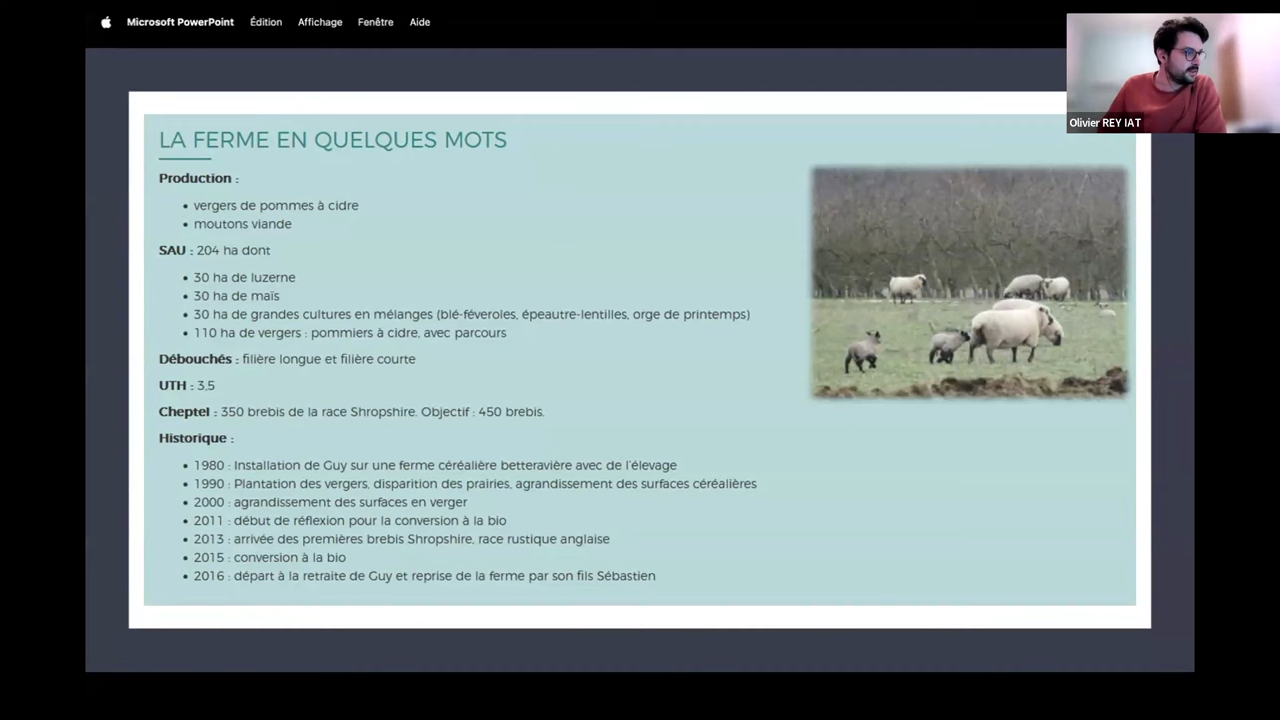 Microsoft PowerPoint Édition Affichage Fenêtre Aide
Olivier REY IAT
LA FERME EN QUELQUES MOTS
Production :
• vergers de pommes à cidre
• moutons viande
SAU : 204 ha dont
• 30 ha de luzerne
• 30 ha de maïs
• 30 ha de grandes cultures en mélanges (blé-féveroles, épeautre-lentilles, orge de printemps)
• 110 ha de vergers : pommiers à cidre, avec parcours
Débouchés : filière longue et filière courte
UTH : 3,5
Cheptel : 350 brebis de la race Shropshire. Objectif : 450 brebis.
Historique :
• 1980 : Installation de Guy sur une ferme céréalière betteravière avec de l'élevage
• 1990 : Plantation des vergers, disparition des prairies, agrandissement des surfaces céréalières
• 2000 : agrandissement des surfaces en verger
• 2011 : début de réflexion pour la conversion à la bio
• 2013 : arrivée des premières brebis Shropshire, race rustique anglaise
• 2015 : conversion à la bio
• 2016 : départ à la retraite de Guy et reprise de la ferme par son fils Sébastien